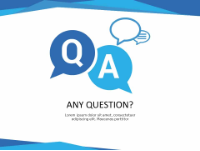 Q
A
ANY QUESTION?
Lorem ipsum dolor sit amet, consectetuer
adipiscing elit. Maecenas porttitor